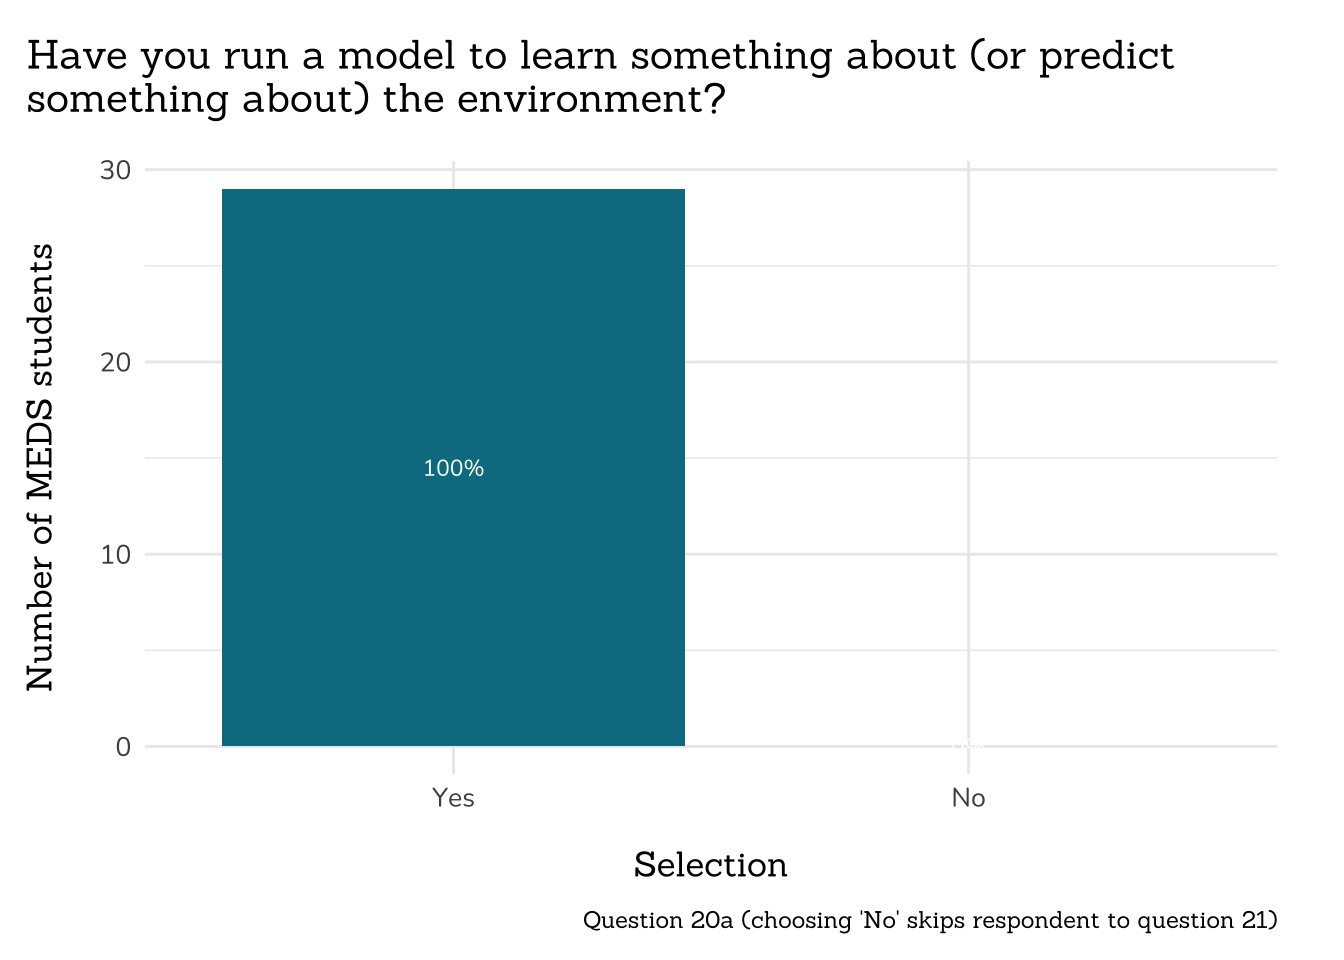 Have you run a model to learn something about (or predict
something about) the environment?
Number of MEDS students
30
20
10
0
100%
Yes
No
Selection
Question 20a (choosing 'No' skips respondent to question 21)